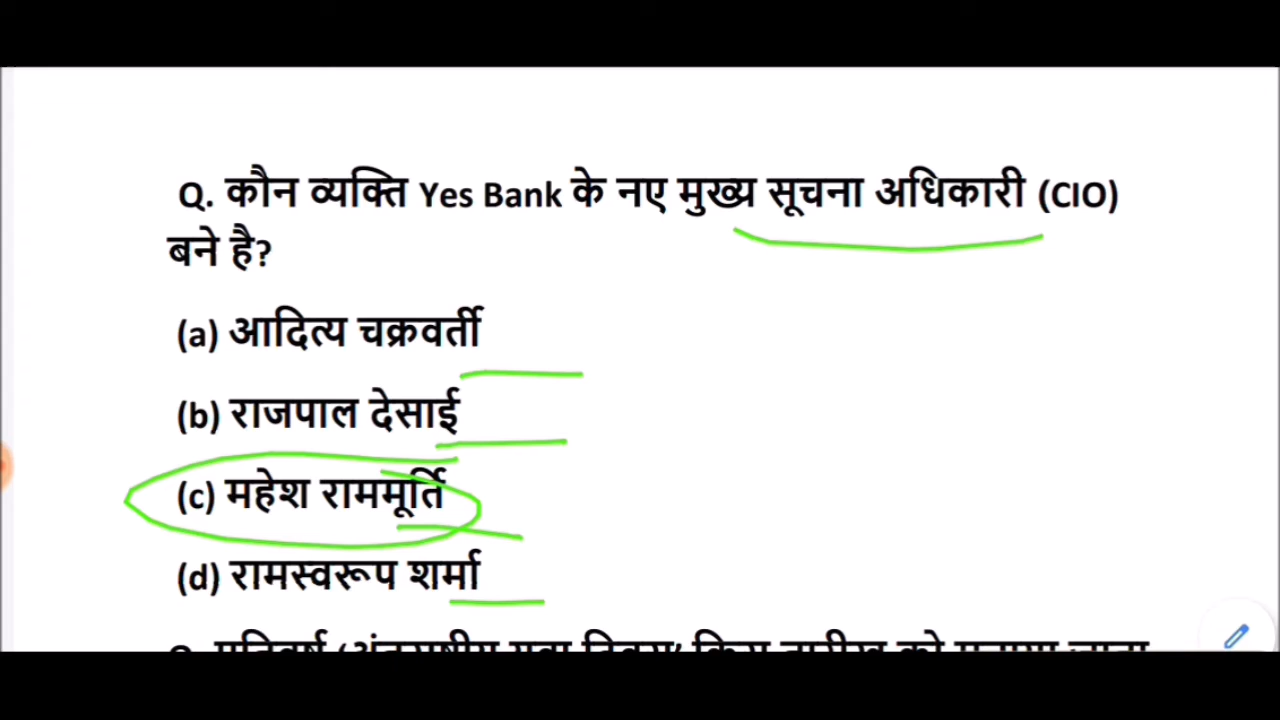 Q. कौन व्यक्ति Yes Bank के नए मुख्य सूचना अधिकारी (CIO)
बने है?
(a) आदित्य चक्रवर्ती
(b) राजपाल देसाई
(c) महेश राममूर्ति
(d) रामस्वरूप शर्मा